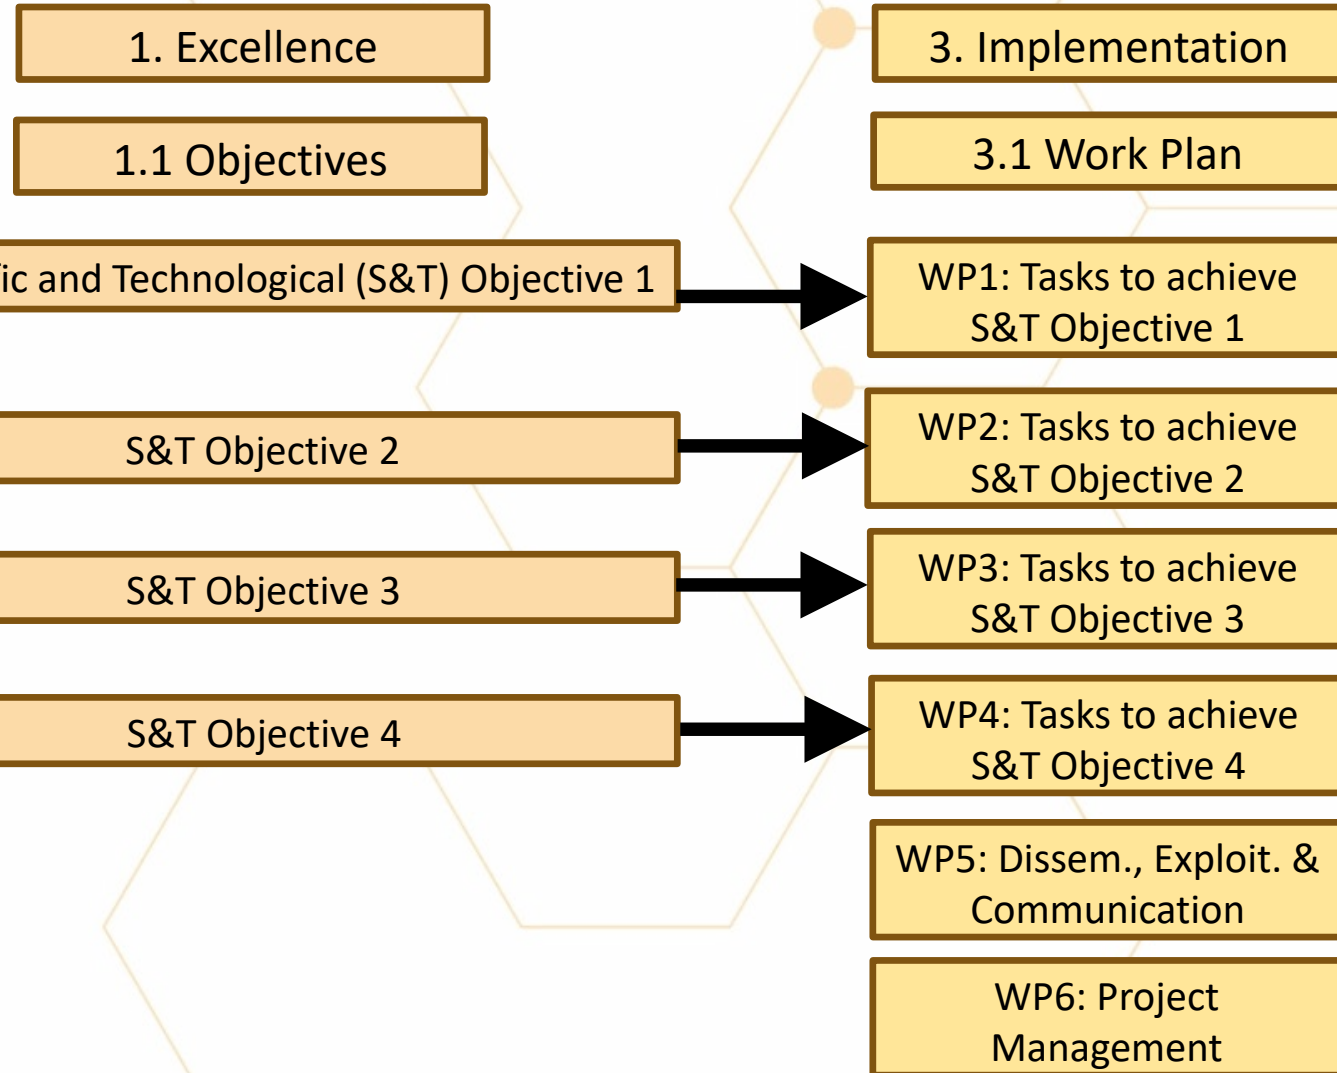 1. Excellence
1.1 Objectives
ic and Technological (S&T) Objective 1
S&T Objective 2
S&T Objective 3
S&T Objective 4
3. Implementation
3.1 Work Plan
WP1: Tasks to achieve
S&T Objective 1
WP2: Tasks to achieve
S&T Objective 2
WP3: Tasks to achieve
S&T Objective 3
WP4: Tasks to achieve
S&T Objective 4
WP5: Dissem., Exploit. &
Communication
WP6: Project
Management